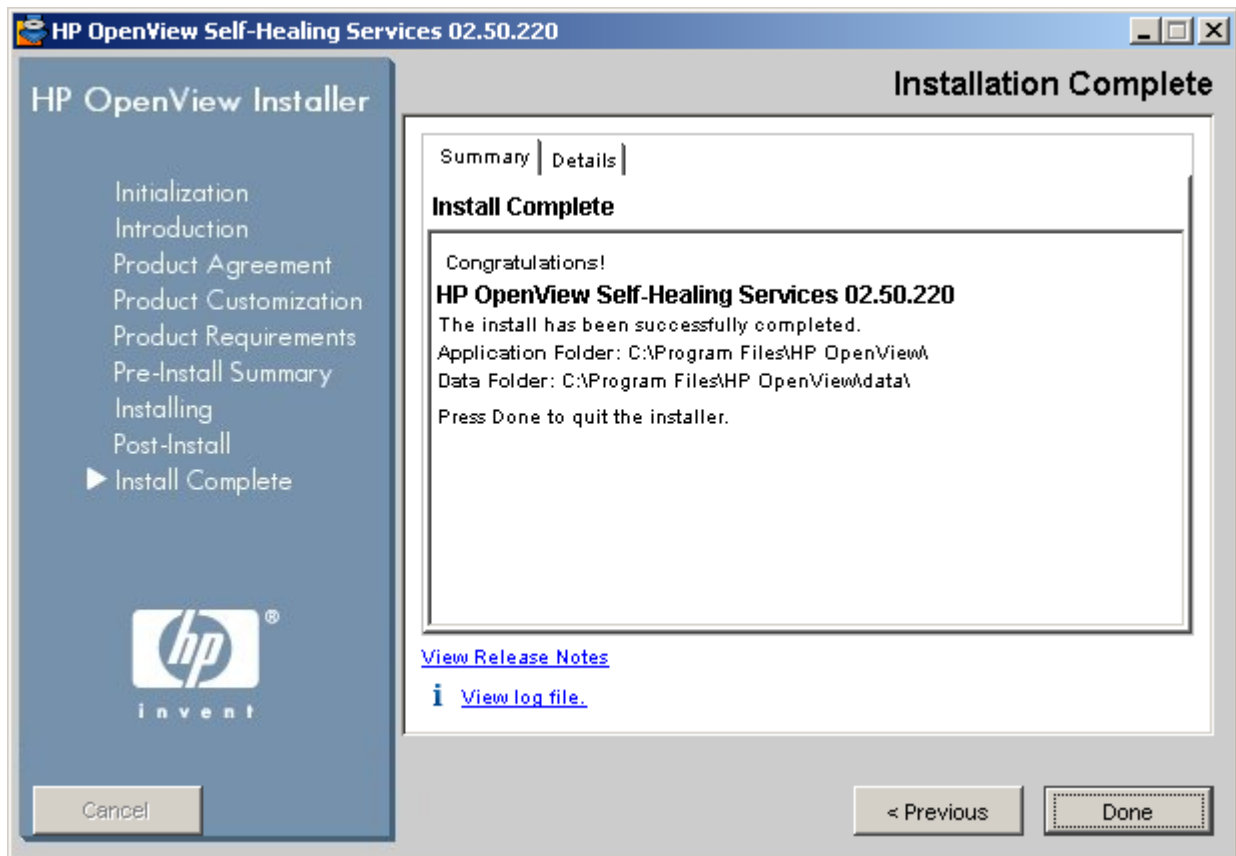 HP OpenView Self-Healing Services 02.50.220
HP OpenView Installer
Initialization
Introduction
Product Agreement
Product Customization
Product Requirements
Pre-Install Summary
Installing
Post-Install
Install Complete
hp
®
invent
Cancel
Installation Complete
Summary
Details
Install Complete
Congratulations!
HP OpenView Self-Healing Services 02.50.220
The install has been successfully completed.
Application Folder: C:\Program Files\HP OpenView\
Data Folder: C:\Program Files\HP OpenView\data\
Press Done to quit the installer.
View Release Notes
i View log file.
< Previous
Done